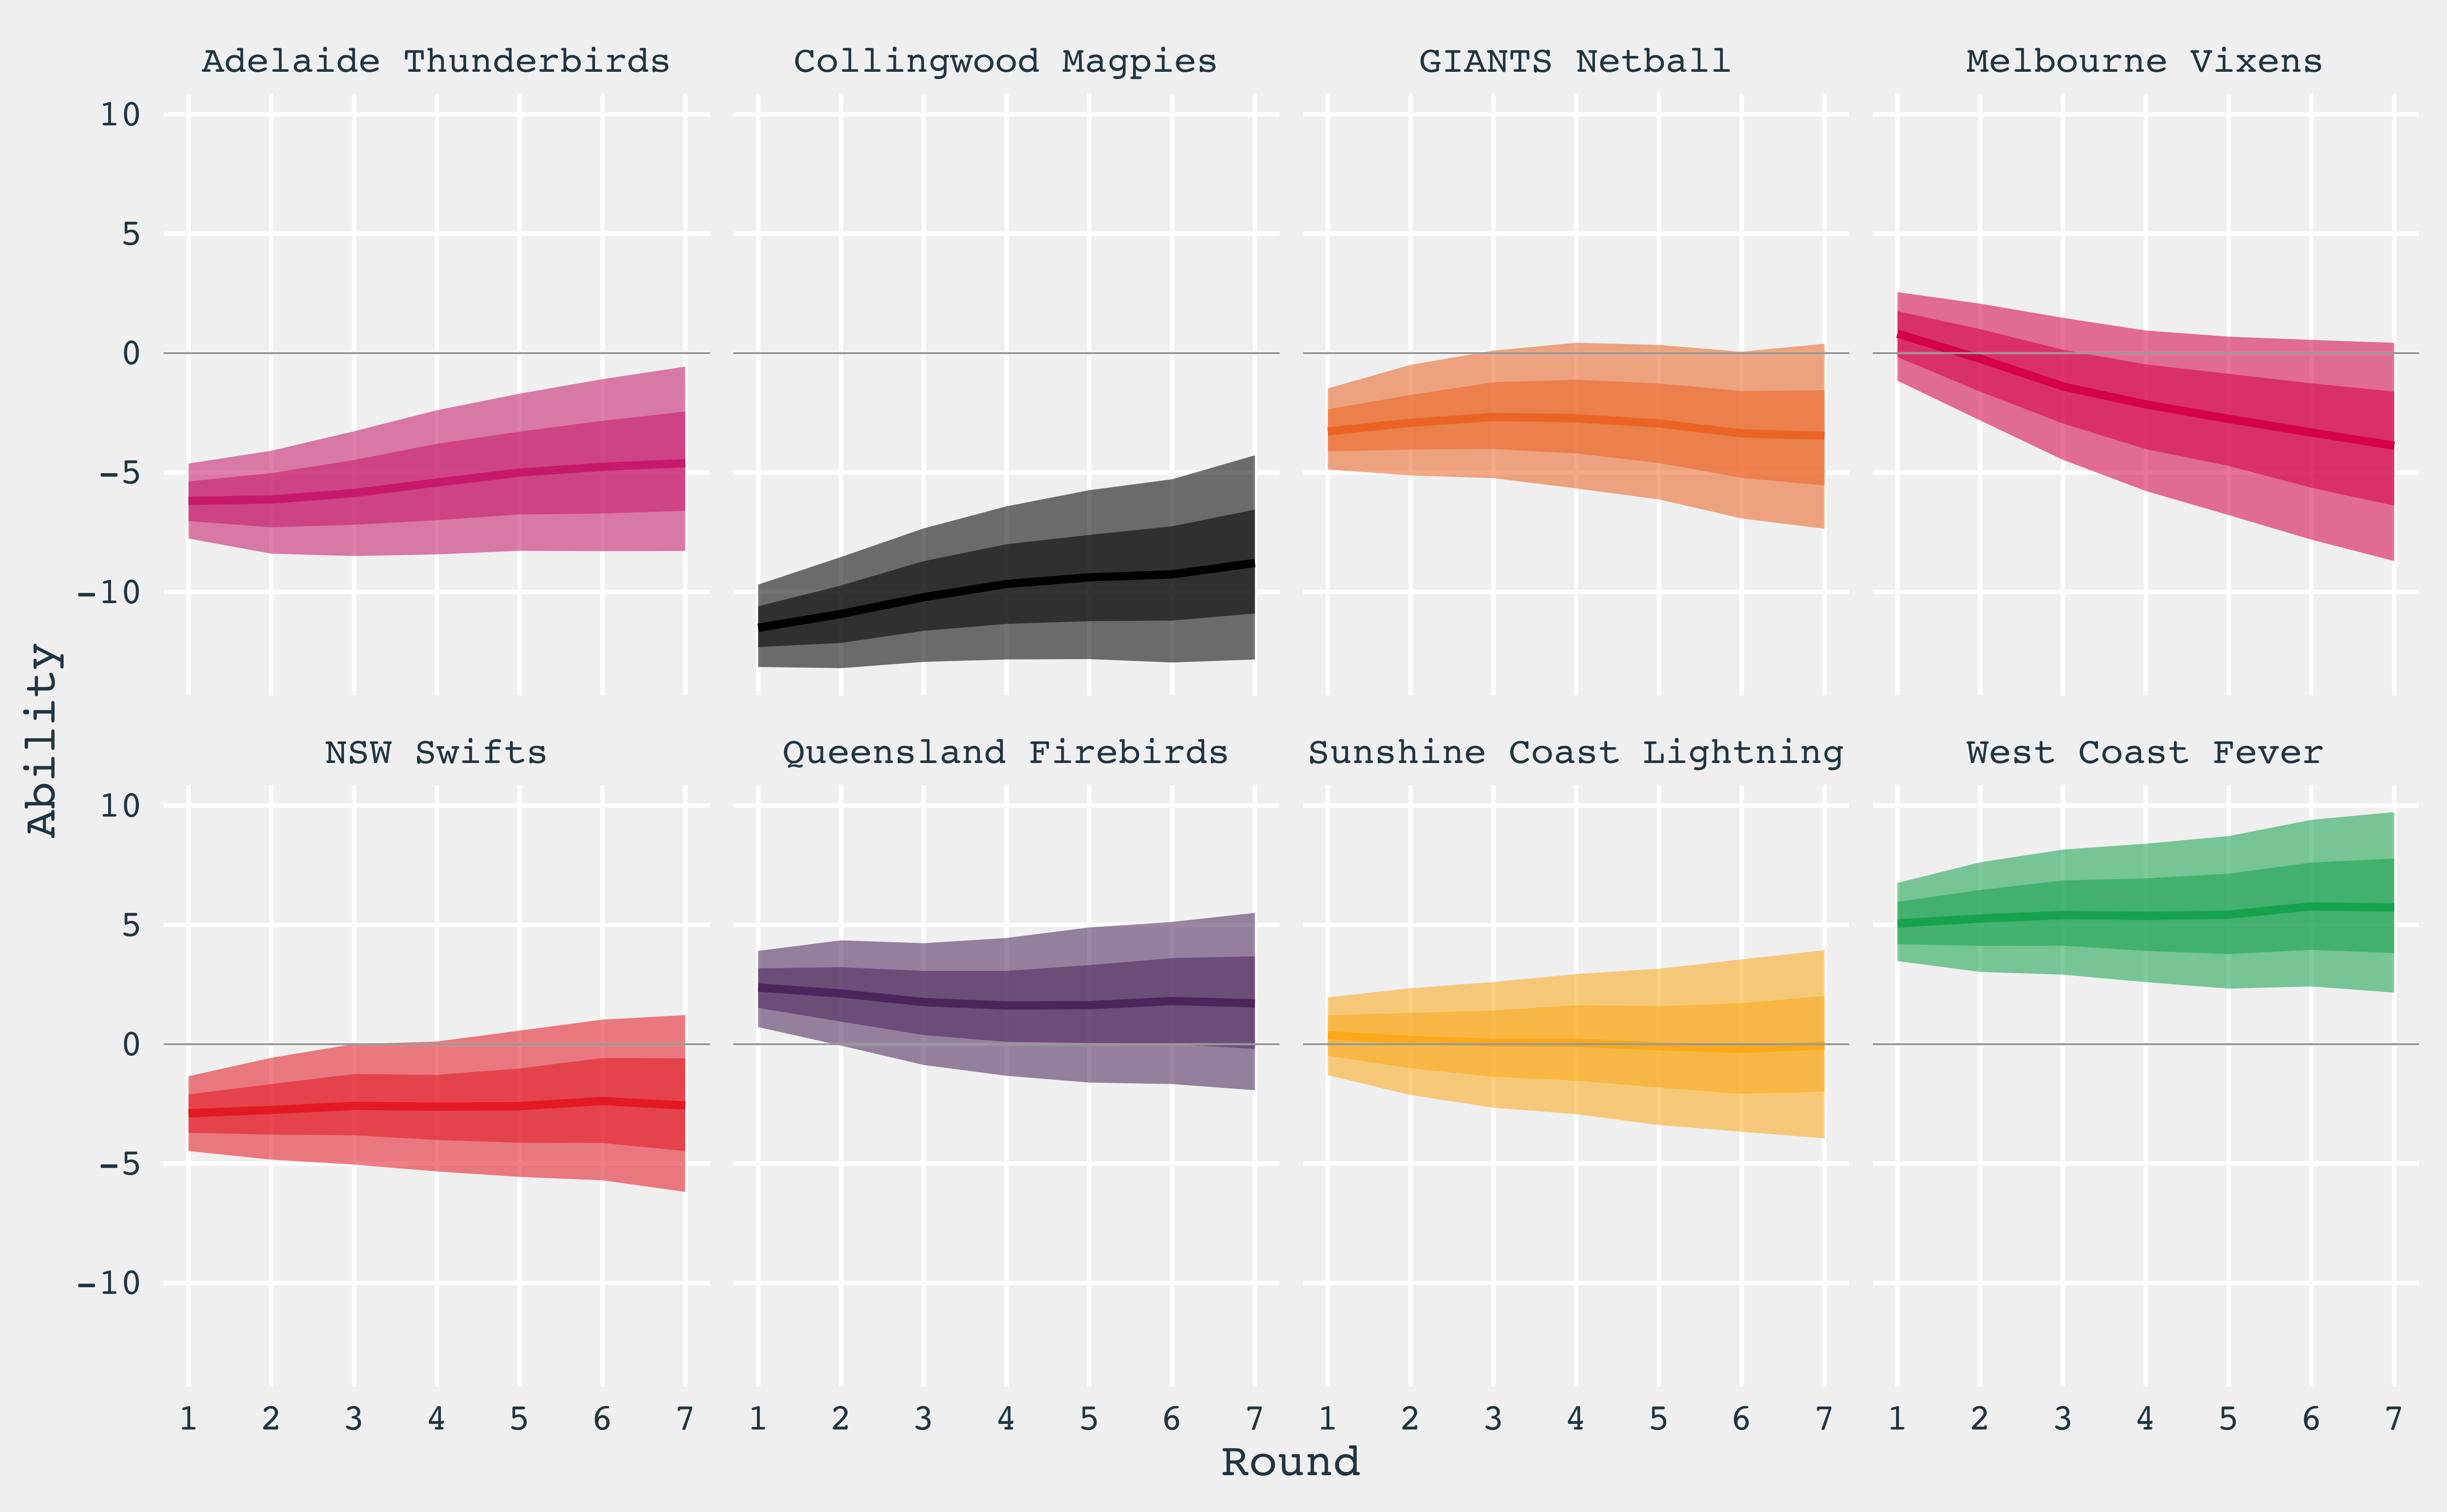 Adelaide Thunderbirds Collingwood Magpies GIANTS Netball Melbourne Vixens
10
5
0
-5
-10
Ability
NSW Swifts Queensland Firebirds Sunshine Coast Lightning West Coast Fever
10
5
0
-5
-10
1 2 3 4 5 6 7 1 2 3 4 5 6 7 1 2 3 4 5 6 7 1 2 3 4 5 6 7
Round